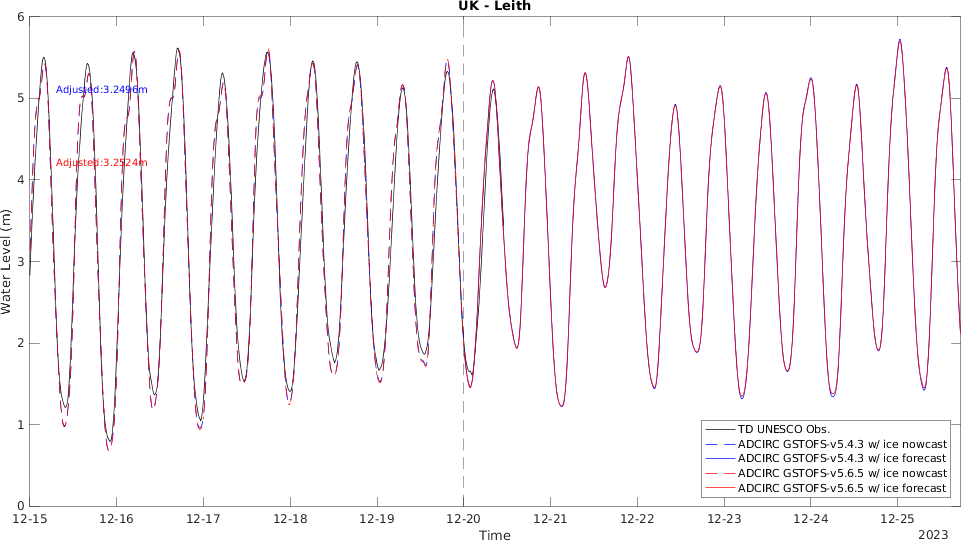 UK - Leith
6
5
4
3
2
1
0
Water Level (m)
Adjusted:3.2496m
Adjusted:3.2524m
TD UNESCO Obs.
ADCIRC GSTOFS-v5.4.3 w/ ice nowcast
ADCIRC GSTOFS-v5.4.3 w/ ice forecast
ADCIRC GSTOFS-v5.6.5 w/ ice nowcast
ADCIRC GSTOFS-v5.6.5 w/ ice forecast
12-15 12-16 12-17 12-18 12-19 12-20 12-21 12-22 12-23 12-24 12-25
Time
2023